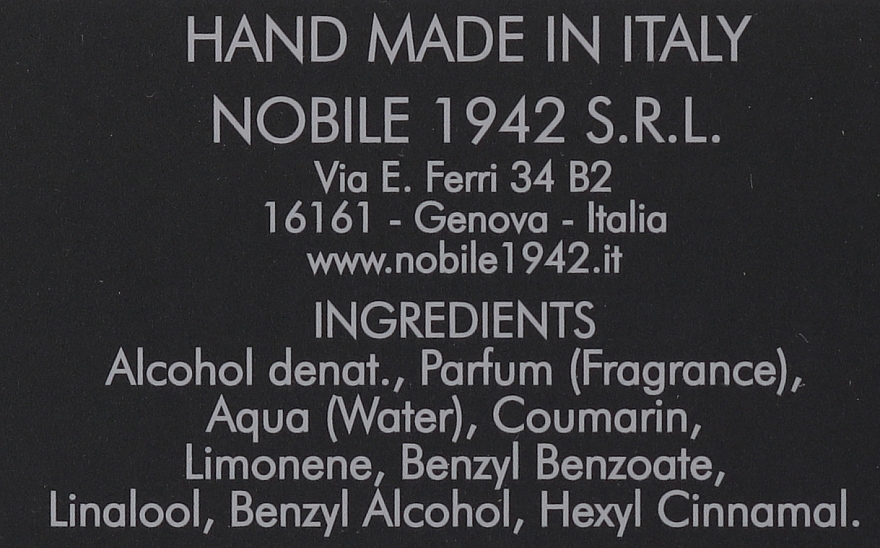 HAND MADE IN ITALY
NOBILE 1942 S.R.L.
Via E. Ferri 34 B2
16161 - Genova - Italia
www.nobile1942.it
INGREDIENTS
Alcohol denat., Parfum (Fragrance),
Aqua (Water), Coumarin,
Limonene, Benzyl Benzoate,
Linalool, Benzyl Alcohol, Hexyl Cinnamal.